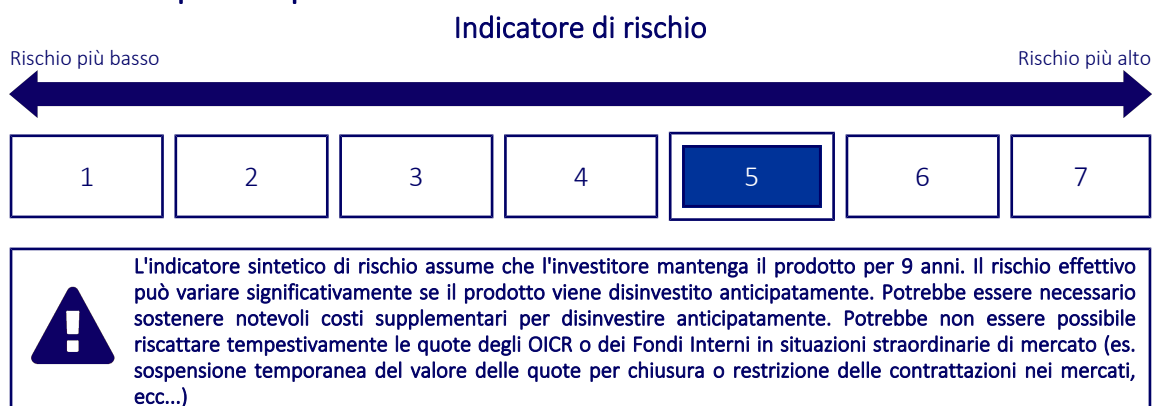 Indicatore di rischio
Rischio più basso
Rischio più alto
1
2
3
4
5
6
7
L'indicatore sintetico di rischio assume che l'investitore mantenga il prodotto per 9 anni. Il rischio effettivo
può variare significativamente se il prodotto viene disinvestito anticipatamente. Potrebbe essere necessario
sostenere notevoli costi supplementari per disinvestire anticipatamente. Potrebbe non essere possibile
riscattare tempestivamente le quote degli OICR o dei Fondi Interni in situazioni straordinarie di mercato (es.
sospensione temporanea del valore delle quote per chiusura o restrizione delle contrattazioni nei mercati,
ecc...)